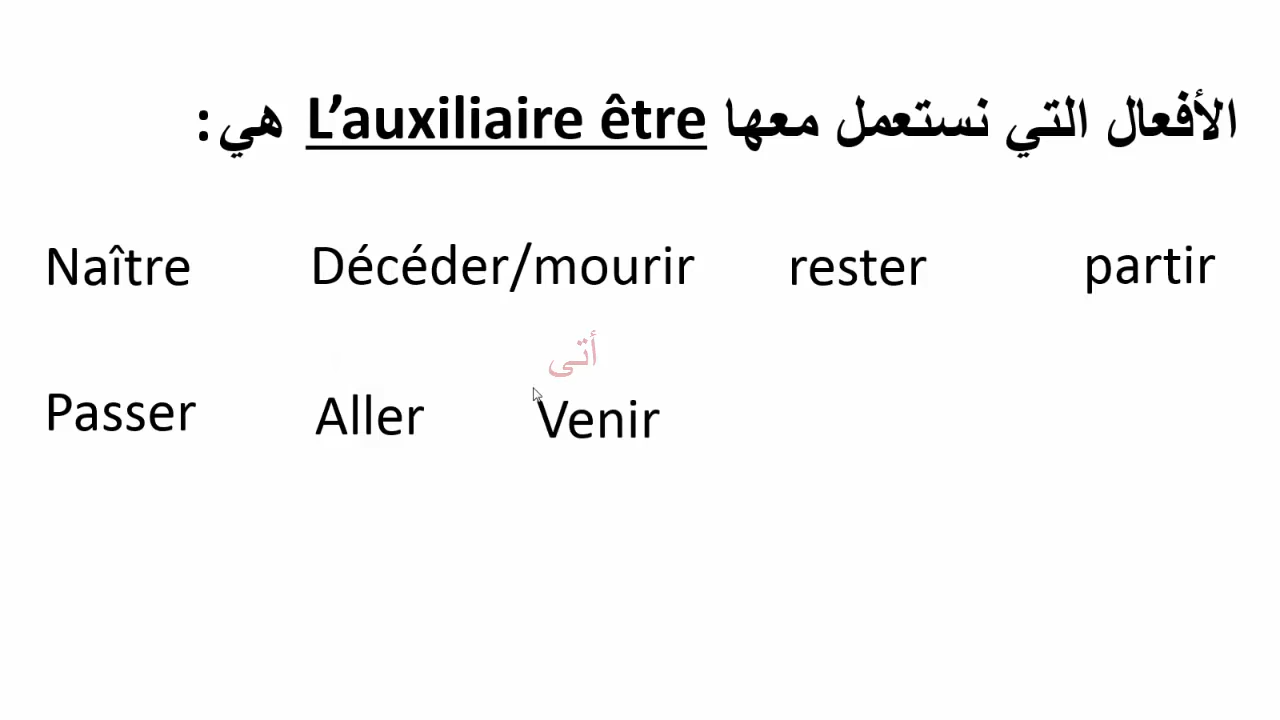 الأفعال التي نستعمل معها L’auxiliaire être هي :
Naître Décéder/mourir rester partir
أتى
Passer Aller Venir